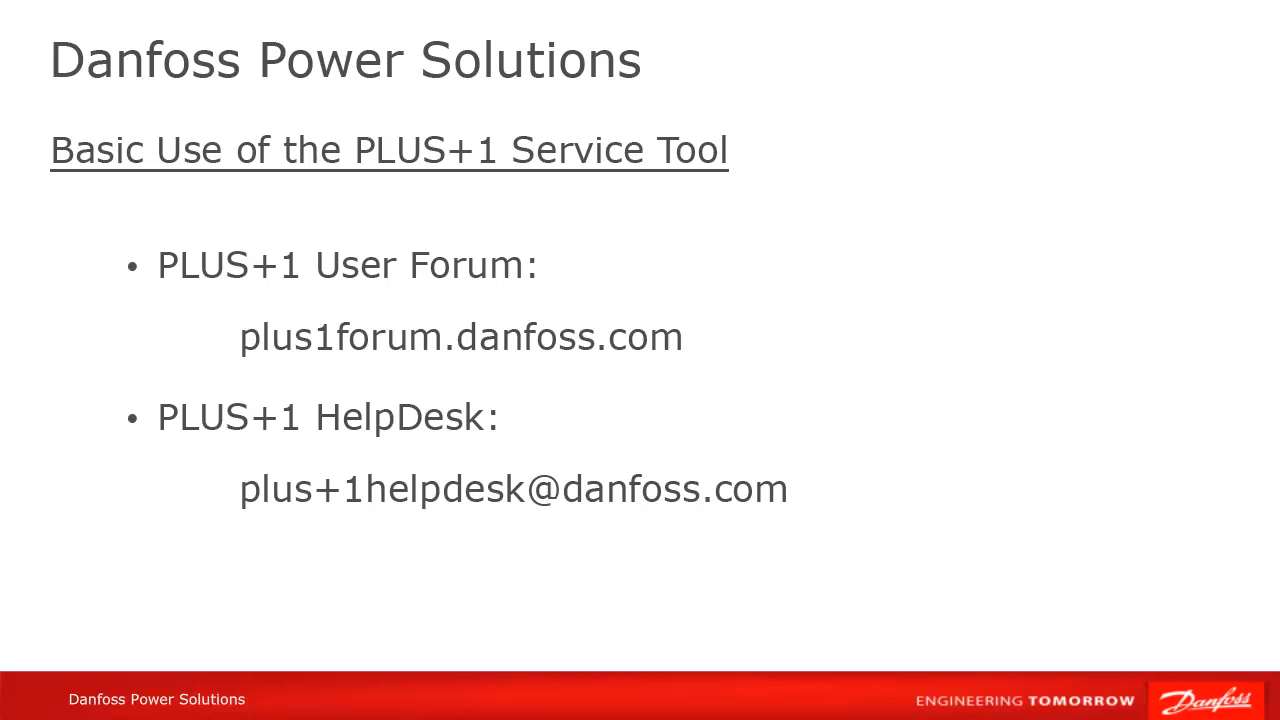 Danfoss Power Solutions
Basic Use of the PLUS+1 Service Tool
• PLUS+1 User Forum:
plus1forum.danfoss.com
• PLUS+1 HelpDesk:
plus+1helpdesk@danfoss.com
Danfoss Power Solutions
ENGINEERING TOMORROW
Danfoss